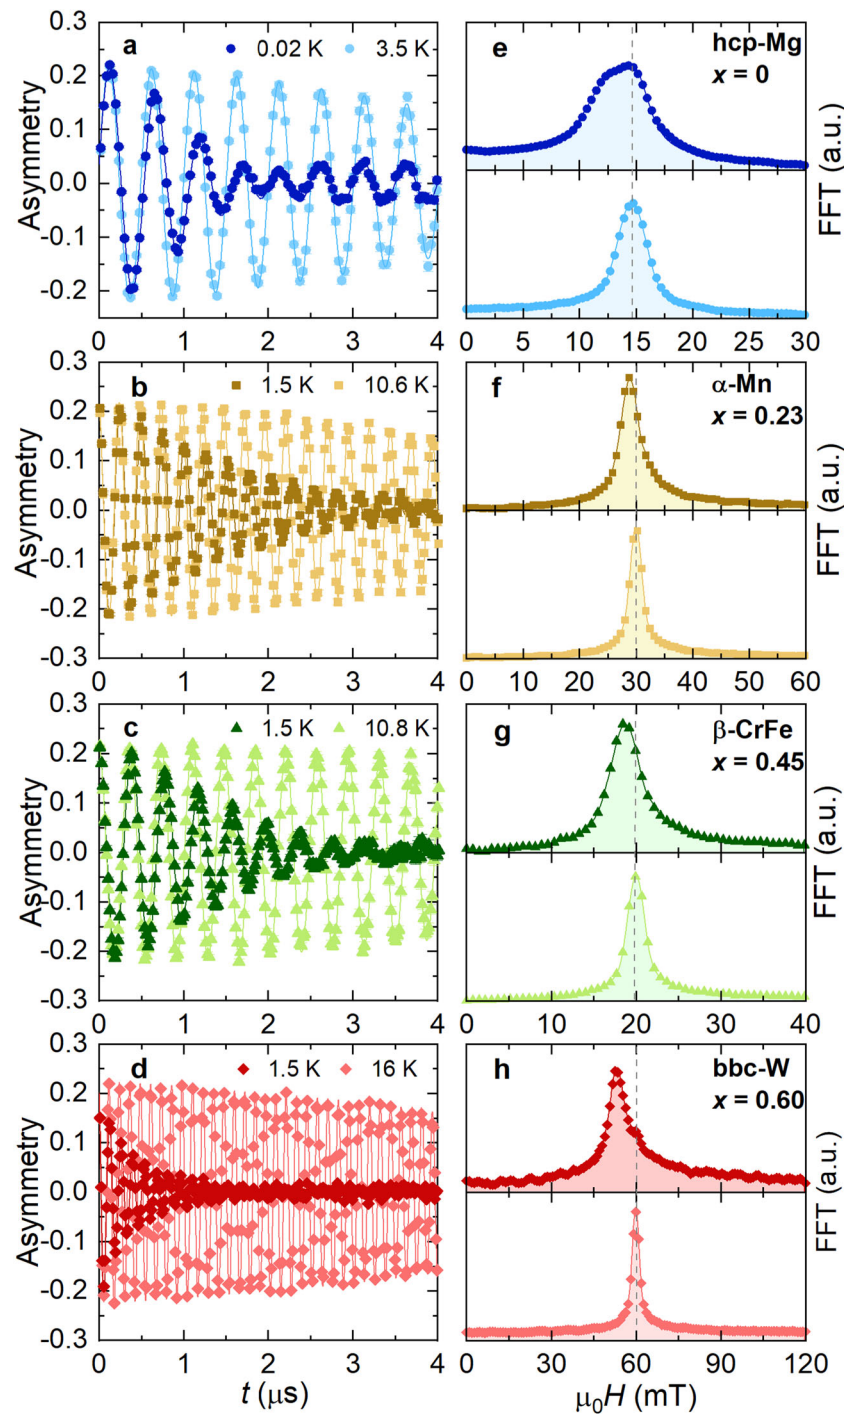 a 0.02 K 3.5 K
0.3
0.2
0.1
0.0
-0.1
-0.2
Asymmetry
0 1 2 3 4
e hcp-Mg
x = 0
FFT (a.u.)
0 5 10 15 20 25 30
b 1.5 K 10.6 K
0.3
0.2
0.1
0.0
-0.1
-0.2
-0.3
Asymmetry
0 1 2 3 4
f α-Mn
x = 0.23
FFT (a.u.)
0 10 20 30 40 50 60
c 1.5 K 10.8 K
0.3
0.2
0.1
0.0
-0.1
-0.2
-0.3
Asymmetry
0 1 2 3 4
g β-CrFe
x = 0.45
FFT (a.u.)
0 10 20 30 40
d 1.5 K 16 K
0.3
0.2
0.1
0.0
-0.1
-0.2
-0.3
Asymmetry
0 1 2 3 4
t (μs)
h bbc-W
x = 0.60
FFT (a.u.)
0 20 40 60 80 100 120
μ₀H (mT)